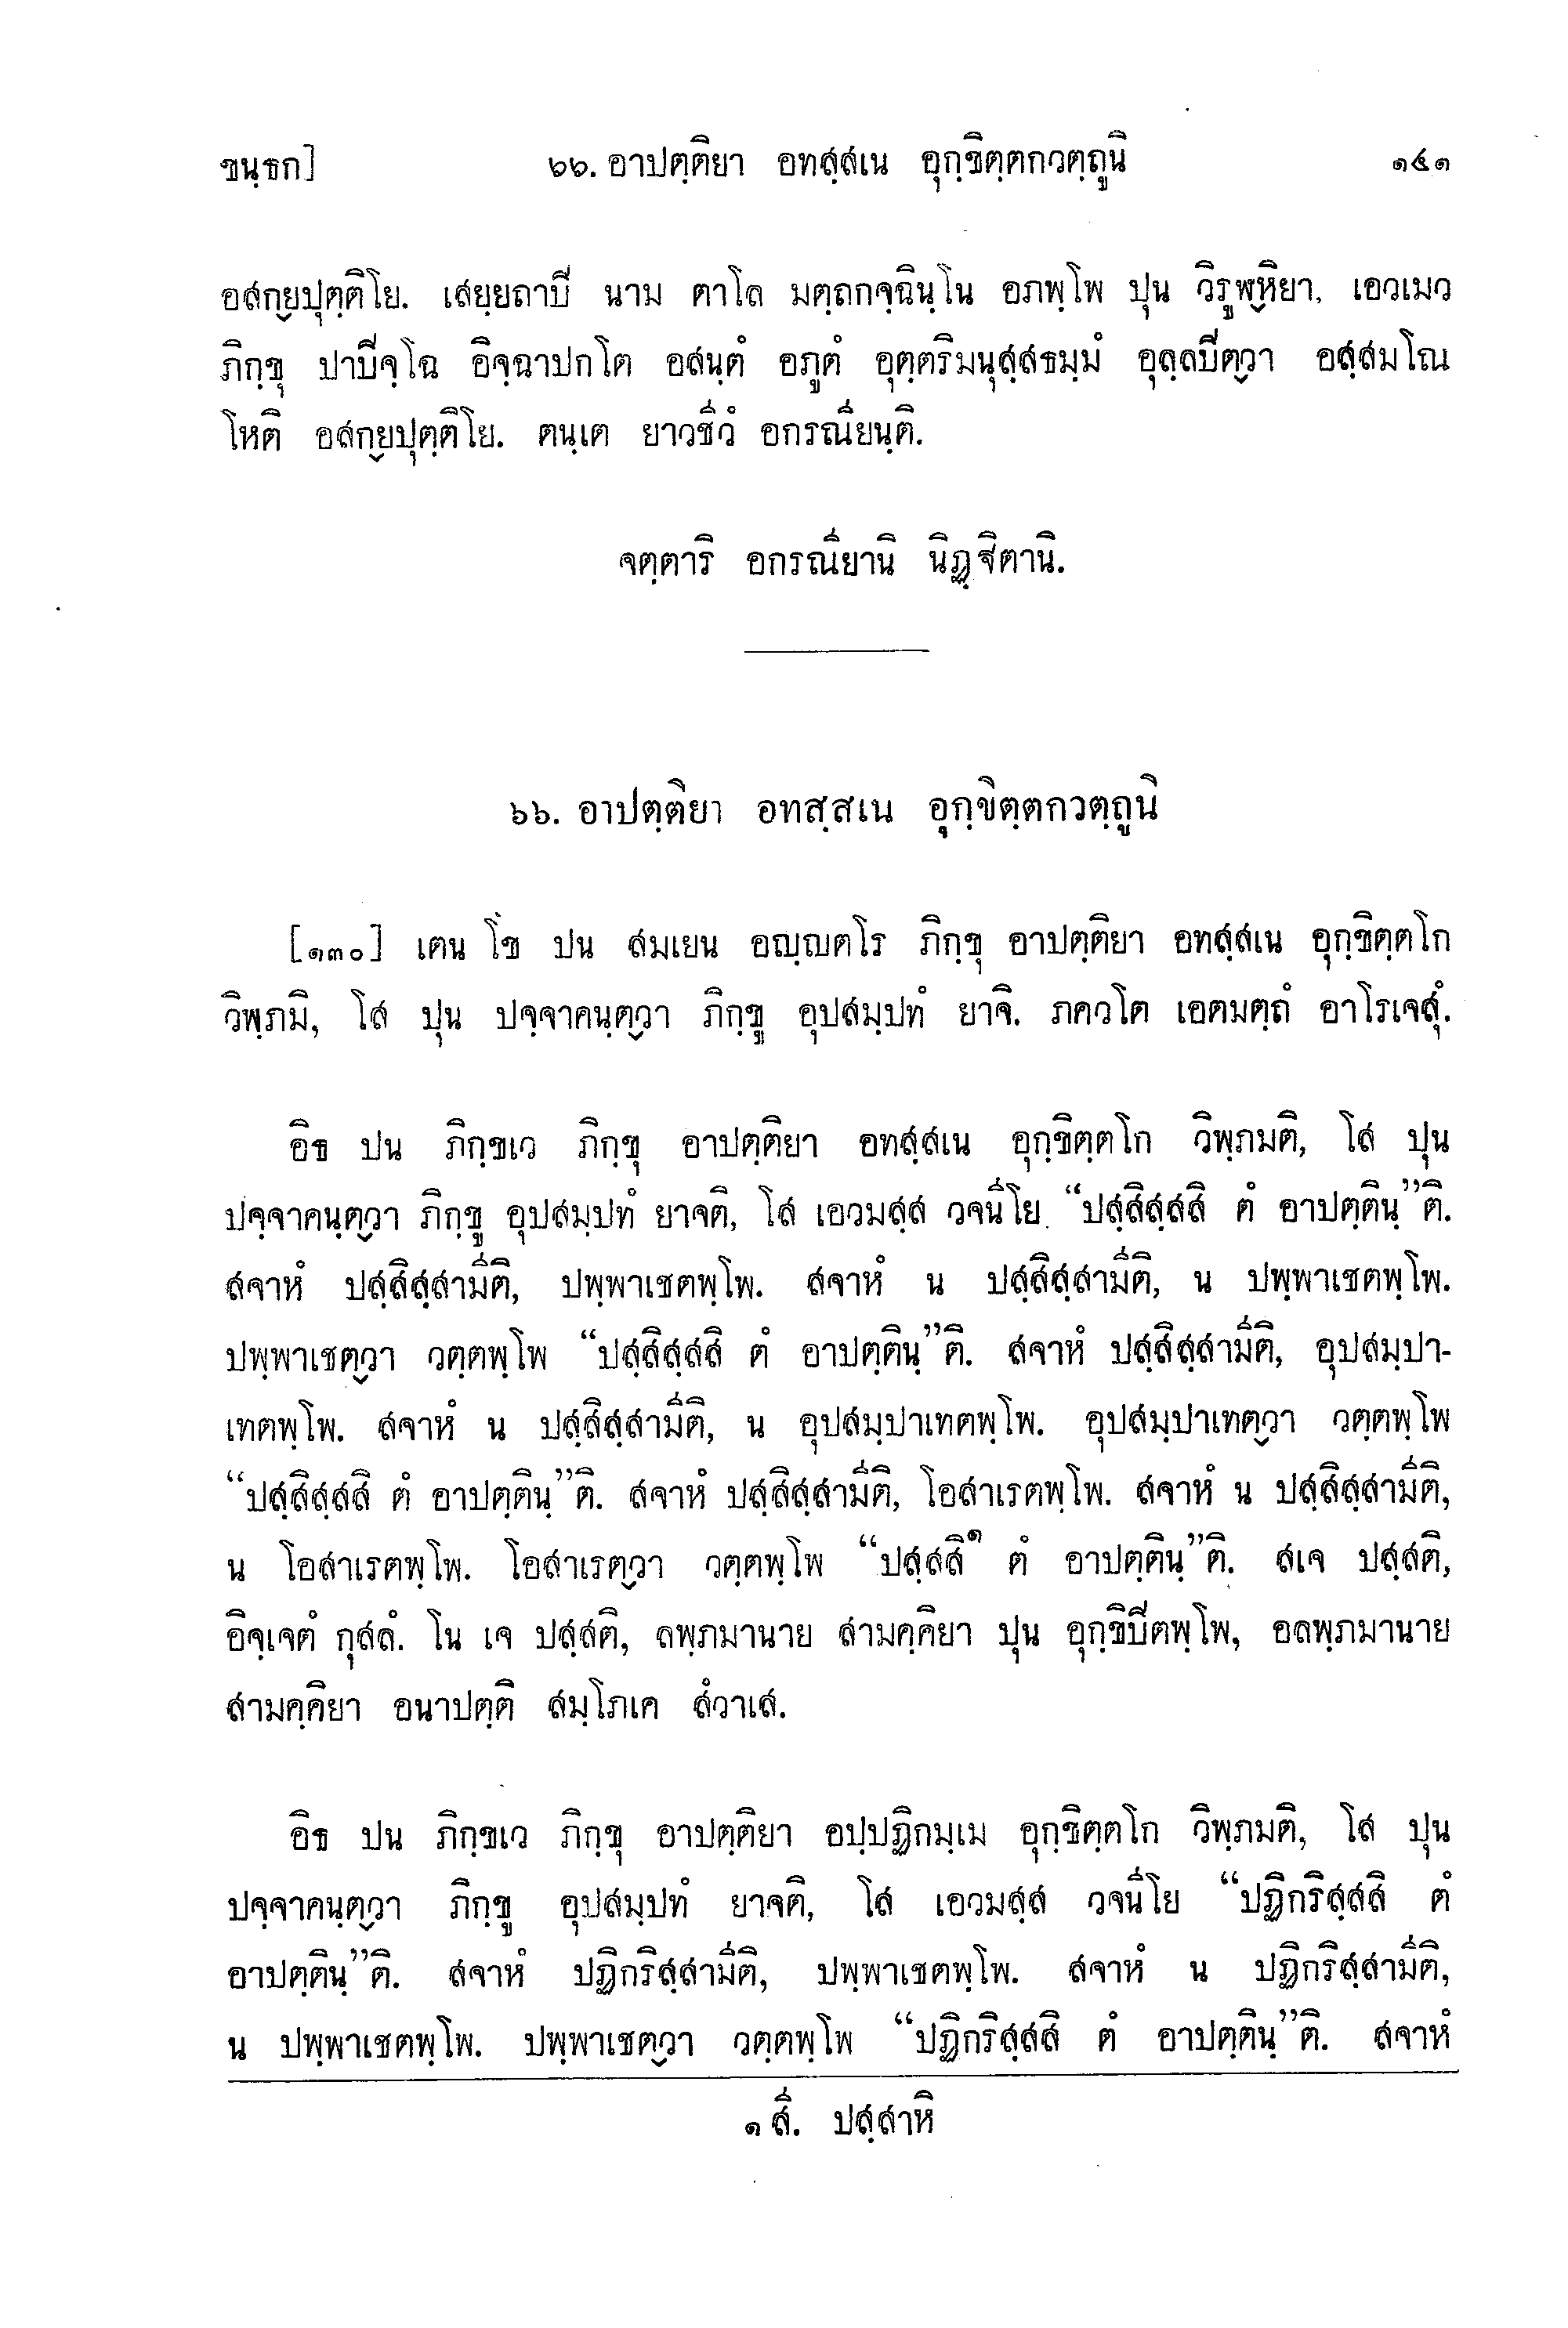 ขนฺธก] ๖๖. อาปตฺติยา อทสฺสเน อุกฺขิตฺตกวตฺถูนิ ๑๔๑
อสกฺยปุตฺติโย. เสยฺยถาปิ นาม ตาโล มตฺถกจฺฉินฺโน อภพฺโพ ปุน วิรูฬฺหิยา, เอวเมว
ภิกฺขุ ปาปิจฺโฉ อิจฺฉาปกโต อสนฺตํ อภูตํ อุตฺตริมนุสฺสธมฺมํ อุลฺลปิตฺวา อสฺสมโณ
โหติ อสกฺยปุตฺติโย. ตนฺเต ยาวชีวํ อกรณียนฺติ.
จตฺตาริ อกรณียานิ นิฏฺฐิตานิ.
๖๖. อาปตฺติยา อทสฺสเน อุกฺขิตฺตกวตฺถูนิ
[๑๓๐] เตน โข ปน สมเยน อญฺญตโร ภิกฺขุ อาปตฺติยา อทสฺสเน อุกฺขิตฺตโก
วิพฺภมิ, โส ปุน ปจฺจาคนฺตฺวา ภิกฺขู อุปสมฺปทํ ยาจิ. ภควโต เอตมตฺถํ อาโรเจสุํ.
อิธ ปน ภิกฺขเว ภิกฺขุ อาปตฺติยา อทสฺสเน อุกฺขิตฺตโก วิพฺภมติ, โส ปุน
ปจฺจาคนฺตฺวา ภิกฺขู อุปสมฺปทํ ยาจติ, โส เอวมสฺส วจนีโย “ปสฺสิสฺสสิ ตํ อาปตฺตินฺ”ติ.
สจาหํ ปสฺสิสฺสามีติ, ปพฺพาเชตพฺโพ. สจาหํ น ปสฺสิสฺสามีติ, น ปพฺพาเชตพฺโพ.
ปพฺพาเชตฺวา วตฺตพฺโพ “ปสฺสิสฺสสิ ตํ อาปตฺตินฺ”ติ. สจาหํ ปสฺสิสฺสามีติ, อุปสมฺปา-
เทตพฺโพ. สจาหํ น ปสฺสิสฺสามีติ, น อุปสมฺปาเทตพฺโพ. อุปสมฺปาเทตฺวา วตฺตพฺโพ
“ปสฺสิสฺสสิ ตํ อาปตฺตินฺ”ติ. สจาหํ ปสฺสิสฺสามีติ, โอสาเรตพฺโพ. สจาหํ น ปสฺสิสฺสามีติ,
น โอสาเรตพฺโพ. โอสาเรตฺวา วตฺตพฺโพ “ปสฺสสิ๑ ตํ อาปตฺตินฺ”ติ. สเจ ปสฺสติ,
อิจฺเจตํ กุสลํ. โน เจ ปสฺสติ, ลพฺภมานาย สามคฺคิยา ปุน อุกฺขิปิตพฺโพ, อลพฺภมานาย
สามคฺคิยา อนาปตฺติ สมฺโภเค สํวาเส.
อิธ ปน ภิกฺขเว ภิกฺขุ อาปตฺติยา อปฺปฏิกมฺเม อุกฺขิตฺตโก วิพฺภมติ, โส ปุน
ปจฺจาคนฺตฺวา ภิกฺขู อุปสมฺปทํ ยาจติ, โส เอวมสฺส วจนีโย “ปฏิกริสฺสสิ ตํ
อาปตฺตินฺ”ติ. สจาหํ ปฏิกริสฺสามีติ, ปพฺพาเชตพฺโพ. สจาหํ น ปฏิกริสฺสามีติ,
น ปพฺพาเชตพฺโพ. ปพฺพาเชตฺวา วตฺตพฺโพ “ปฏิกริสฺสสิ ตํ อาปตฺตินฺ”ติ. สจาหํ
๑ สี. ปสฺสาหิ